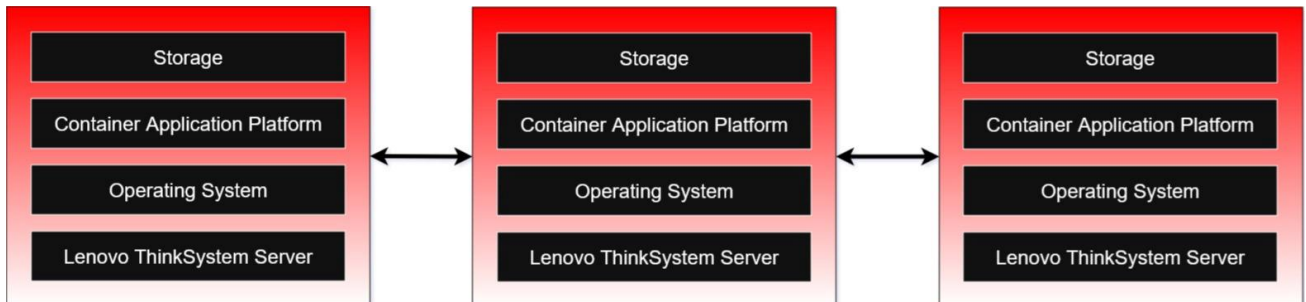 Storage
Container Application Platform
Operating System
Lenovo ThinkSystem Server
Storage
Container Application Platform
Operating System
Lenovo ThinkSystem Server
Storage
Container Application Platform
Operating System
Lenovo ThinkSystem Server